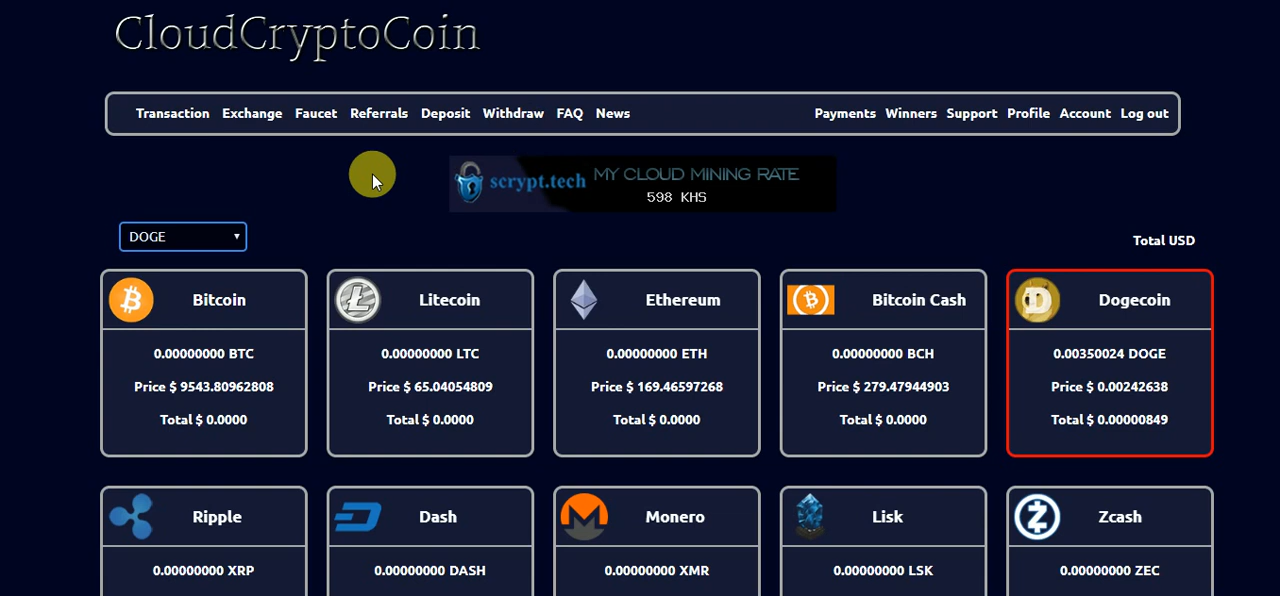 CloudCryptoCoin
Transaction Exchange Faucet Referrals Deposit Withdraw FAQ News Payments Winners Support Profile Account Log out
scrypt.tech MY CLOUD MINING RATE
598 KHS
DOGE
Total USD
Bitcoin Litecoin Ethereum Bitcoin Cash Dogecoin
0.00000000 BTC 0.00000000 LTC 0.00000000 ETH 0.00000000 BCH 0.00350024 DOGE
Price $ 9543.80962808 Price $ 65.04054809 Price $ 169.46597268 Price $ 279.47944903 Price $ 0.00242638
Total $ 0.0000 Total $ 0.0000 Total $ 0.0000 Total $ 0.0000 Total $ 0.00000849
Ripple Dash Monero Lisk Zcash
0.00000000 XRP 0.00000000 DASH 0.00000000 XMR 0.00000000 LSK 0.00000000 ZEC